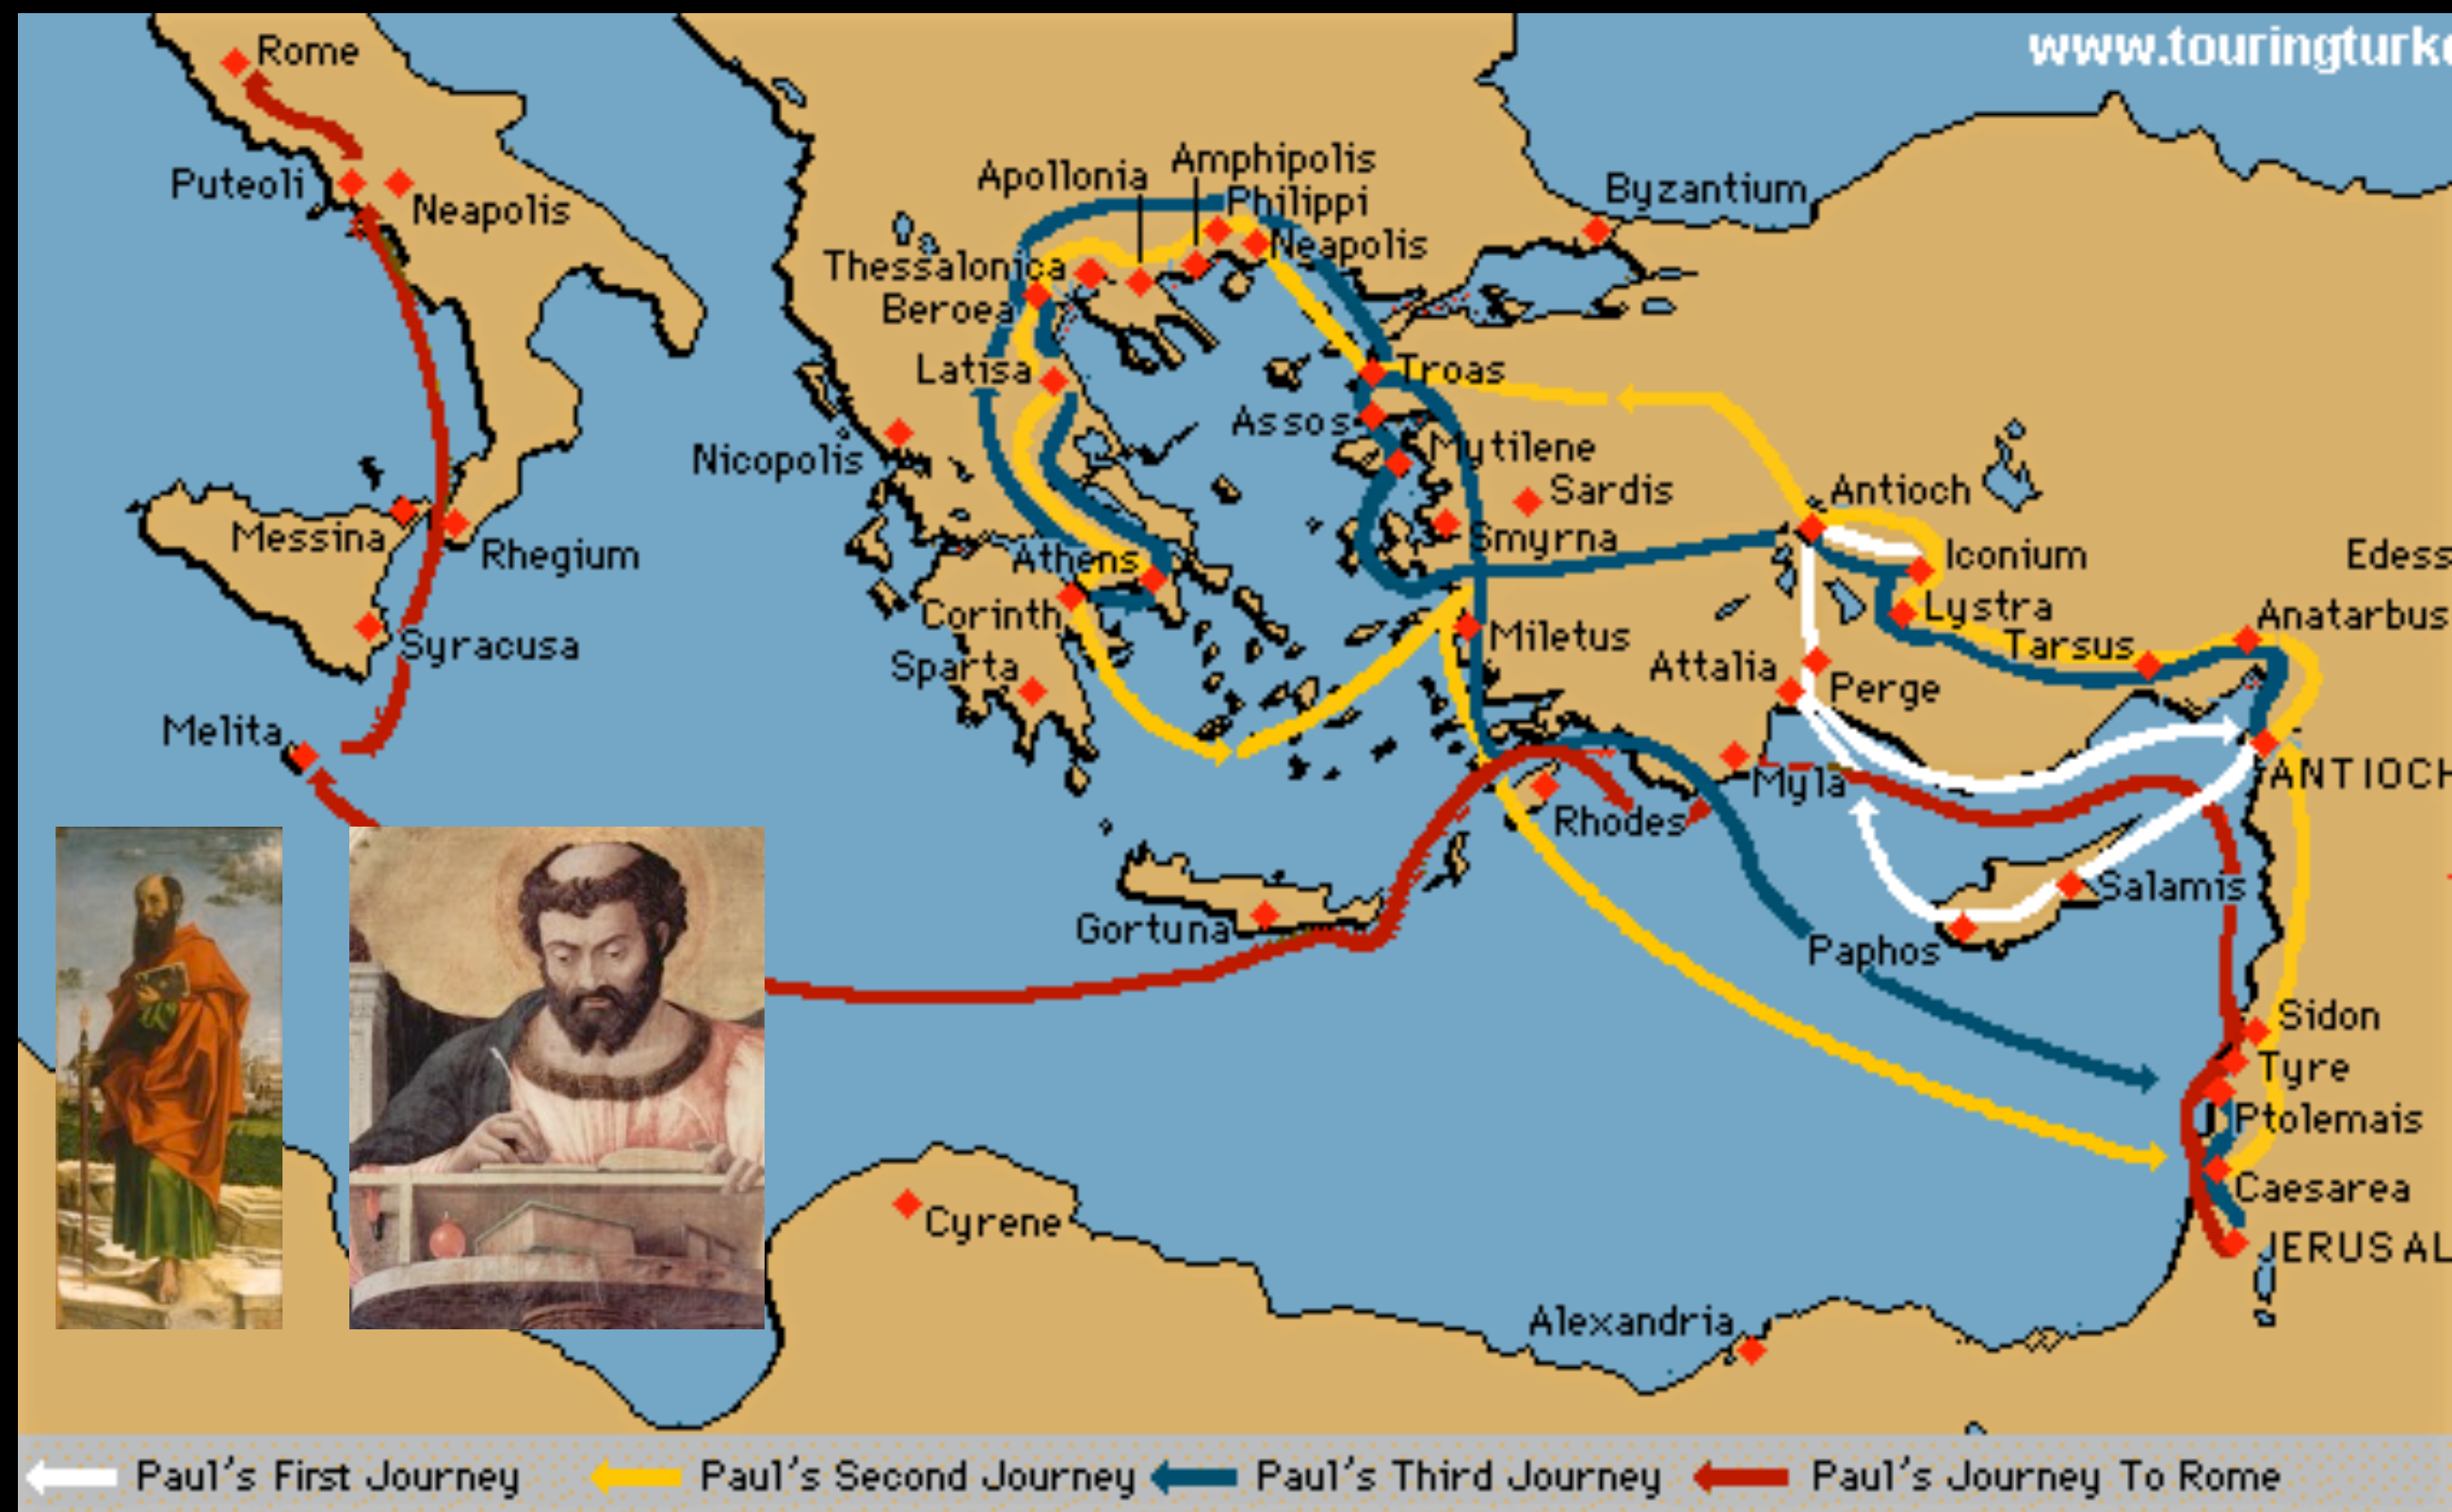 www.touringturke
Rome
Puteoli
Neapolis
Apollonia
Amphipolis
Philippi
Neapolis
Byzantium
Thessalonica
Beroea
Latisa
Troas
Assos
Nicopolis
Mytilene
Sardis
Antioch
Messina
Rhegium
Smyrna
Iconium
Edess
Athens
Corinth
Lystra
Anatarbus
Syracusa
Miletus
Tarsus
Sparta
Attalia
Perge
Melita
Myla
ANTIOCH
Rhodes
Salamis
Gortuna
Paphos
Sidon
Tyre
Ptolemais
Caesarea
Cyrene
JERUSAL
Alexandria
Paul's First Journey
Paul's Second Journey
Paul's Third Journey
Paul's Journey To Rome